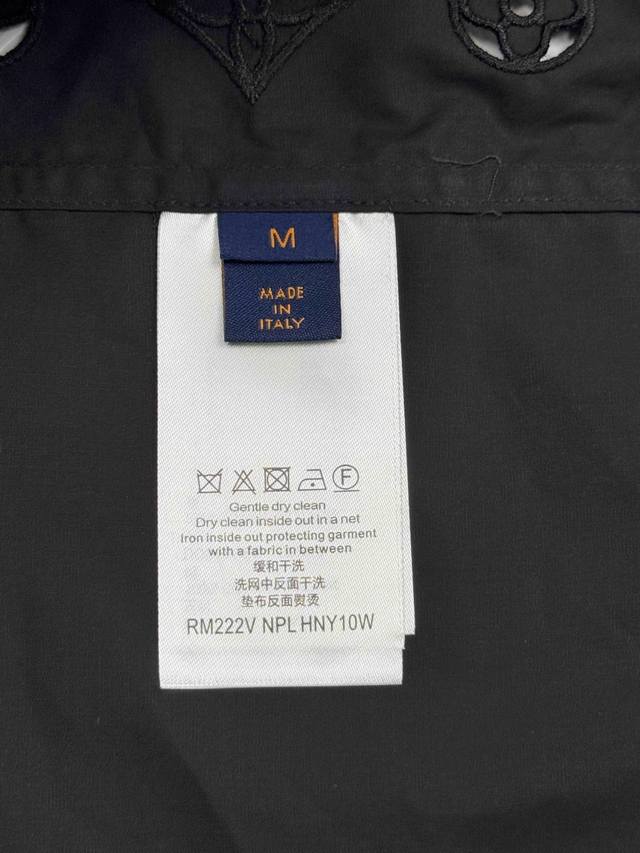 M
MADE
IN
ITALY
F
Gentle dry clean
Dry clean inside out in a net
Iron inside out protecting garment
with a fabric in between
缓和干洗
洗网中反面干洗
垫布反面熨烫
RM222V NPL HNY10W